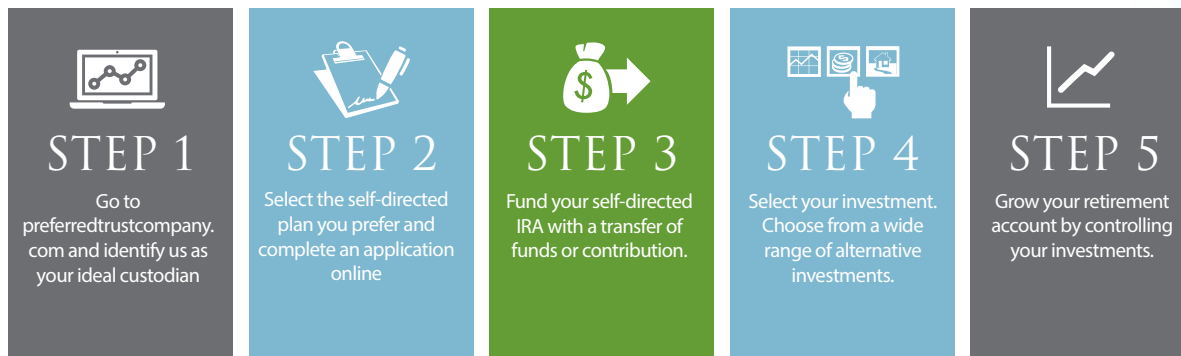 STEP 1
Go to
preferredtrustcompany.
com and identify us as
your ideal custodian
STEP 2
Select the self-directed
plan you prefer and
complete an application
online
$
STEP 3
Fund your self-directed
IRA with a transfer of
funds or contribution.
STEP 4
Select your investment.
Choose from a wide
range of alternative
investments.
STEP 5
Grow your retirement
account by controlling
your investments.